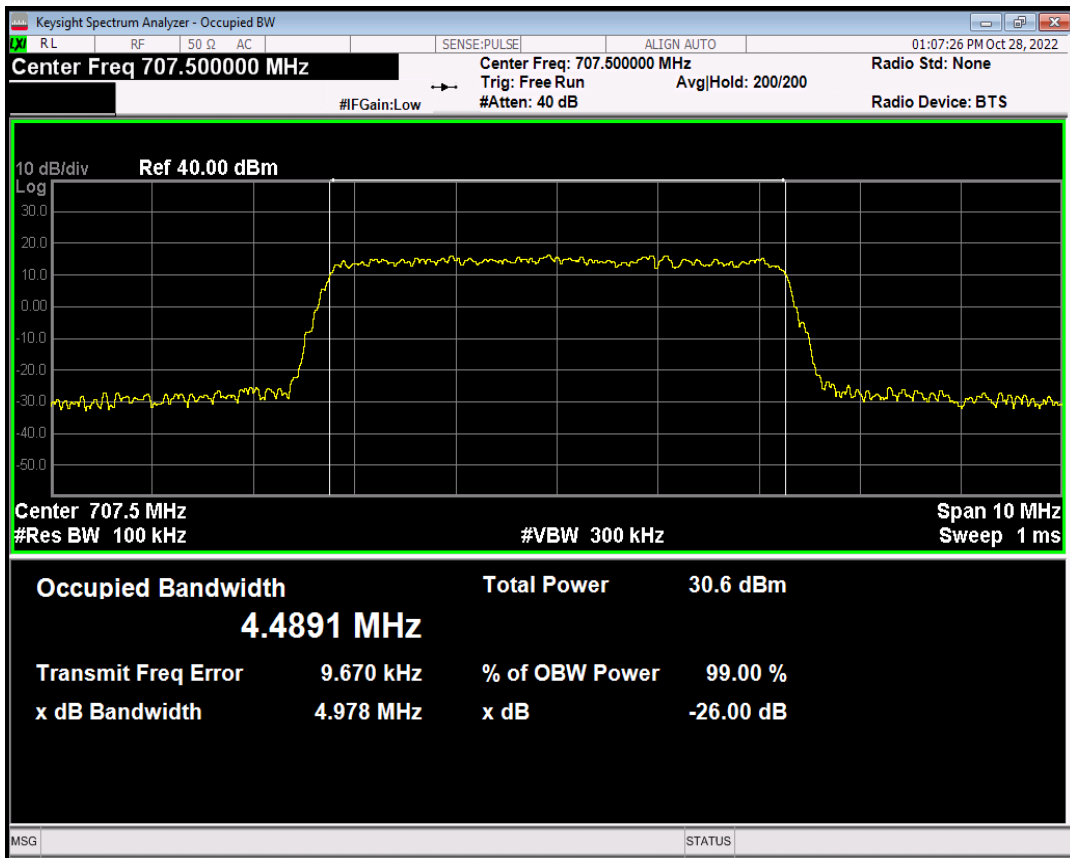 Keysight Spectrum Analyzer - Occupied BW
LXI RL RF 50 Ω AC SENSE:PULSE ALIGN AUTO 01:07:26 PM Oct 28, 2022
Center Freq 707.500000 MHz Center Freq: 707.500000 MHz Radio Std: None
Trig: Free Run Avg|Hold: 200/200
#IFGain:Low #Atten: 40 dB Radio Device: BTS
10 dB/div Ref 40.00 dBm
Log
30.0
20.0
10.0
0.00
-10.0
-20.0
-30.0
-40.0
-50.0
Center 707.5 MHz Span 10 MHz
#Res BW 100 kHz #VBW 300 kHz Sweep 1 ms
Occupied Bandwidth Total Power 30.6 dBm
4.4891 MHz
Transmit Freq Error 9.670 kHz % of OBW Power 99.00 %
x dB Bandwidth 4.978 MHz x dB -26.00 dB
MSG STATUS